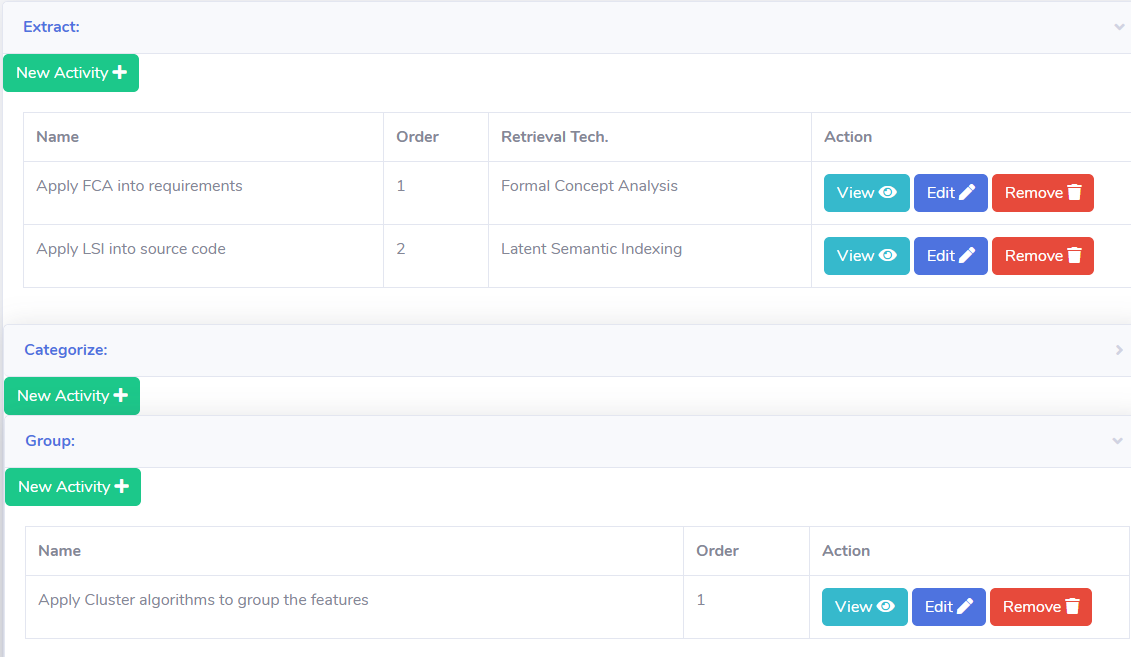 Extract:
New Activity
Name Order Retrieval Tech. Action
Apply FCA into requirements 1 Formal Concept Analysis View Edit Remove
Apply LSI into source code 2 Latent Semantic Indexing View Edit Remove
Categorize:
New Activity
Group:
New Activity
Name Order Action
Apply Cluster algorithms to group the features 1 View Edit Remove